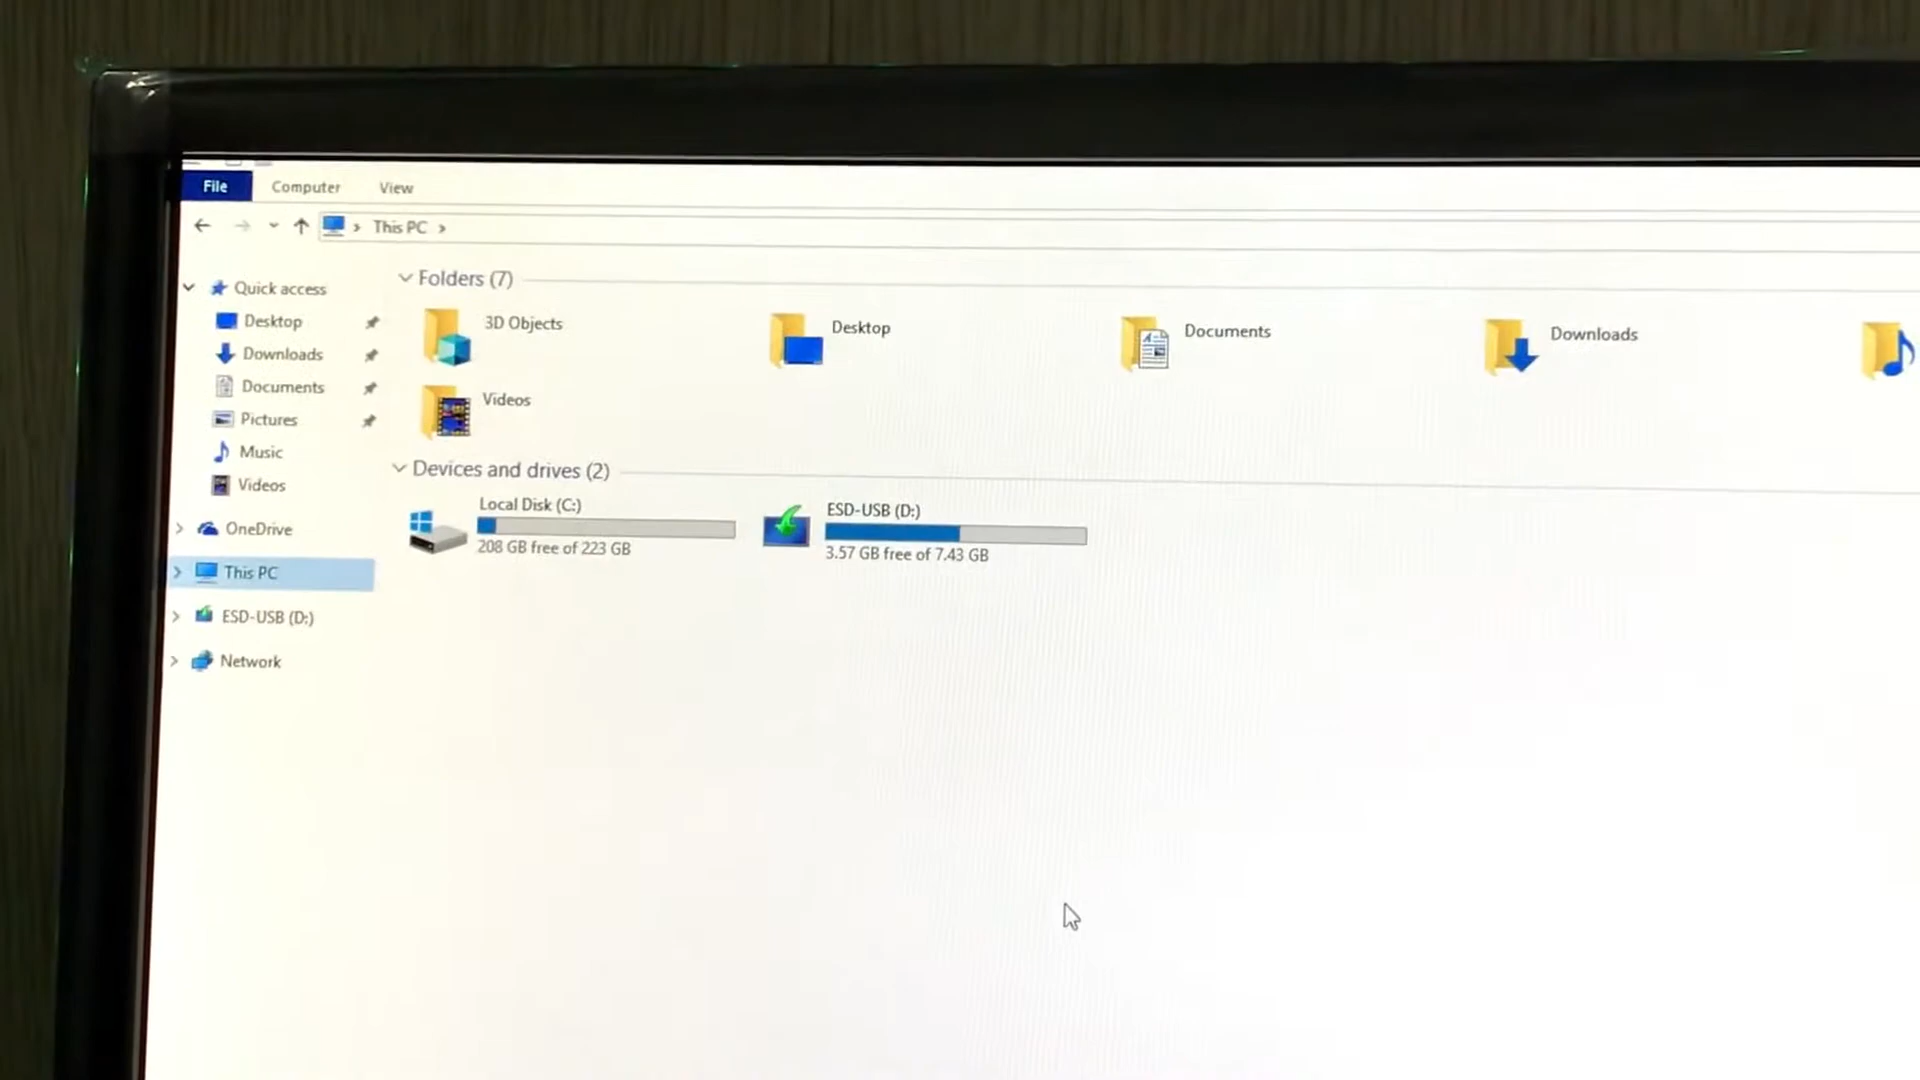 File Computer View
This PC
Folders (7)
Quick access
3D Objects Desktop Documents Downloads
Desktop
Downloads
Documents
Videos
Pictures
Music
Devices and drives (2)
Videos
Local Disk (C:) ESD-USB (D:)
208 GB free of 223 GB 3.57 GB free of 7.43 GB
OneDrive
This PC
ESD-USB (D:)
Network